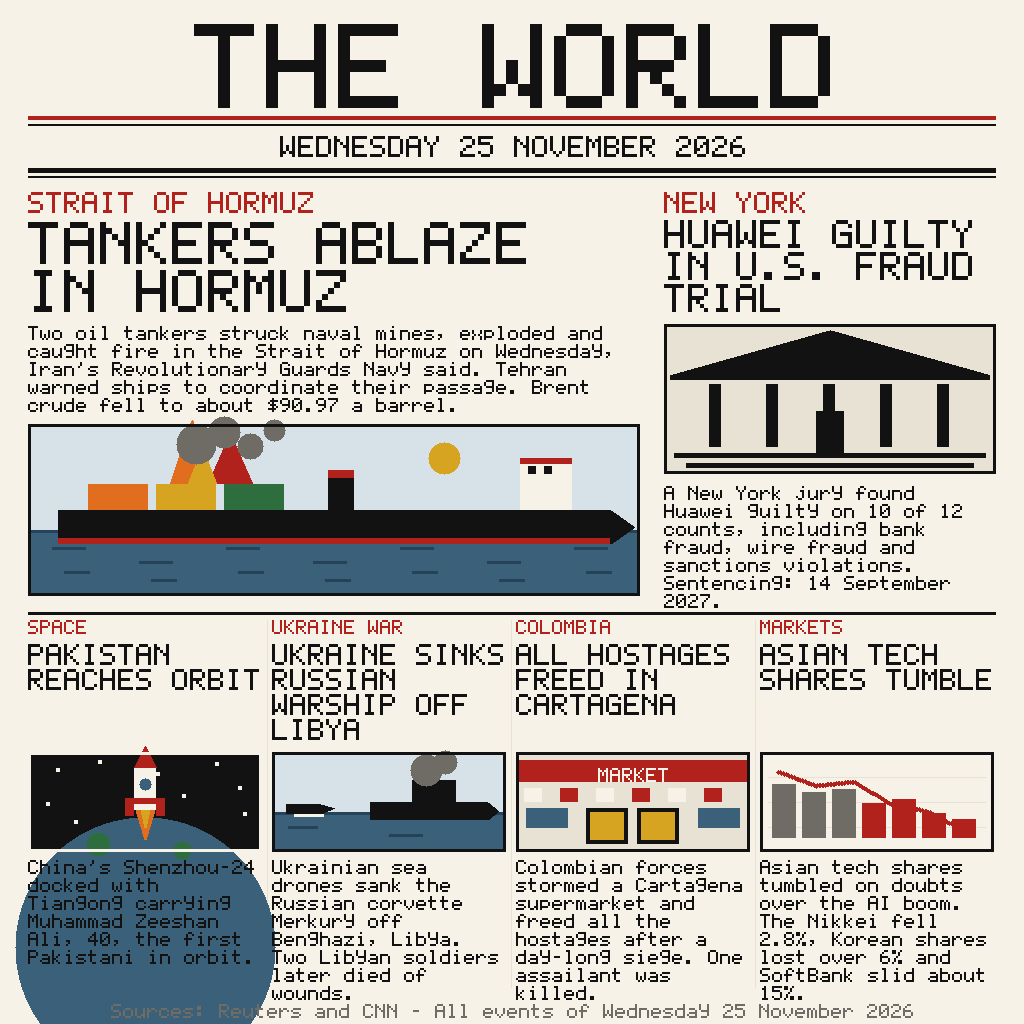 THE WORLD
WEDNESDAY 25 NOVEMBER 2026
STRAIT OF HORMUZ
TANKERS ABLAZE
IN HORMUZ
Two oil tankers struck naval mines, exploded and
caught fire in the Strait of Hormuz on Wednesday,
Iran's Revolutionary Guards Navy said. Tehran
warned ships to coordinate their passage. Brent
crude fell to about $90.97 a barrel.
NEW YORK
HUAWEI GUILTY
IN U.S. FRAUD
TRIAL
A New York jury found
Huawei guilty on 10 of 12
counts, including bank
fraud, wire fraud and
sanctions violations.
Sentencing: 14 September
2027.
SPACE
PAKISTAN
REACHES ORBIT
China's Shenzhou-24
docked with
Tiangong carrying
Muhammad Zeeshan
Ali, 40, the first
Pakistani in orbit.
UKRAINE WAR
UKRAINE SINKS
RUSSIAN
WARSHIP OFF
LIBYA
Ukrainian sea
drones sank the
Russian corvette
Merkury off
Benghazi, Libya.
Two Libyan soldiers
later died of
wounds.
COLOMBIA
ALL HOSTAGES
FREED IN
CARTAGENA
MARKET
Colombian forces
stormed a Cartagena
supermarket and
freed all the
hostages after a
day-long siege. One
assailant was
killed.
MARKETS
ASIAN TECH
SHARES TUMBLE
Asian tech shares
tumbled on doubts
over the AI boom.
The Nikkei fell
2.8%, Korean shares
lost over 6% and
SoftBank slid about
15%.
Sources: Reuters and CNN - All events of Wednesday 25 November 2026